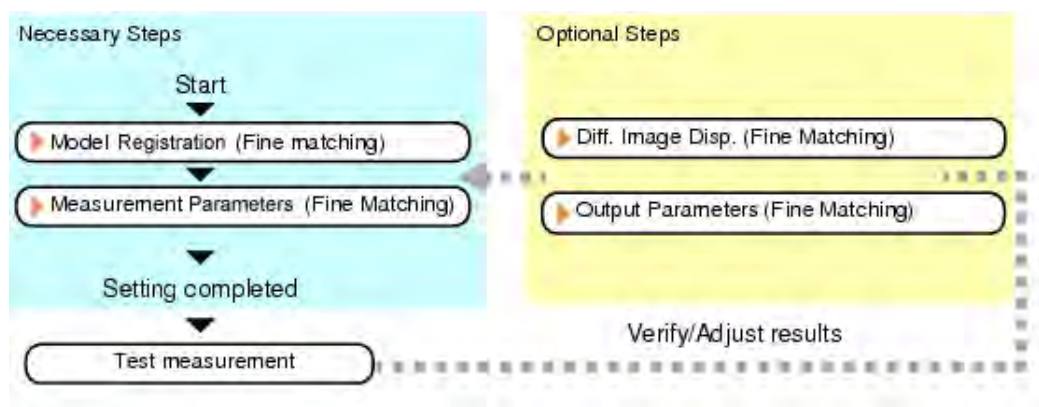 Necessary Steps
Start
Model Registration (Fine matching)
Measurement Parameters (Fine Matching)
Setting completed
Test measurement
Optional Steps
Diff. Image Disp. (Fine Matching)
Output Parameters (Fine Matching)
Verify/Adjust results